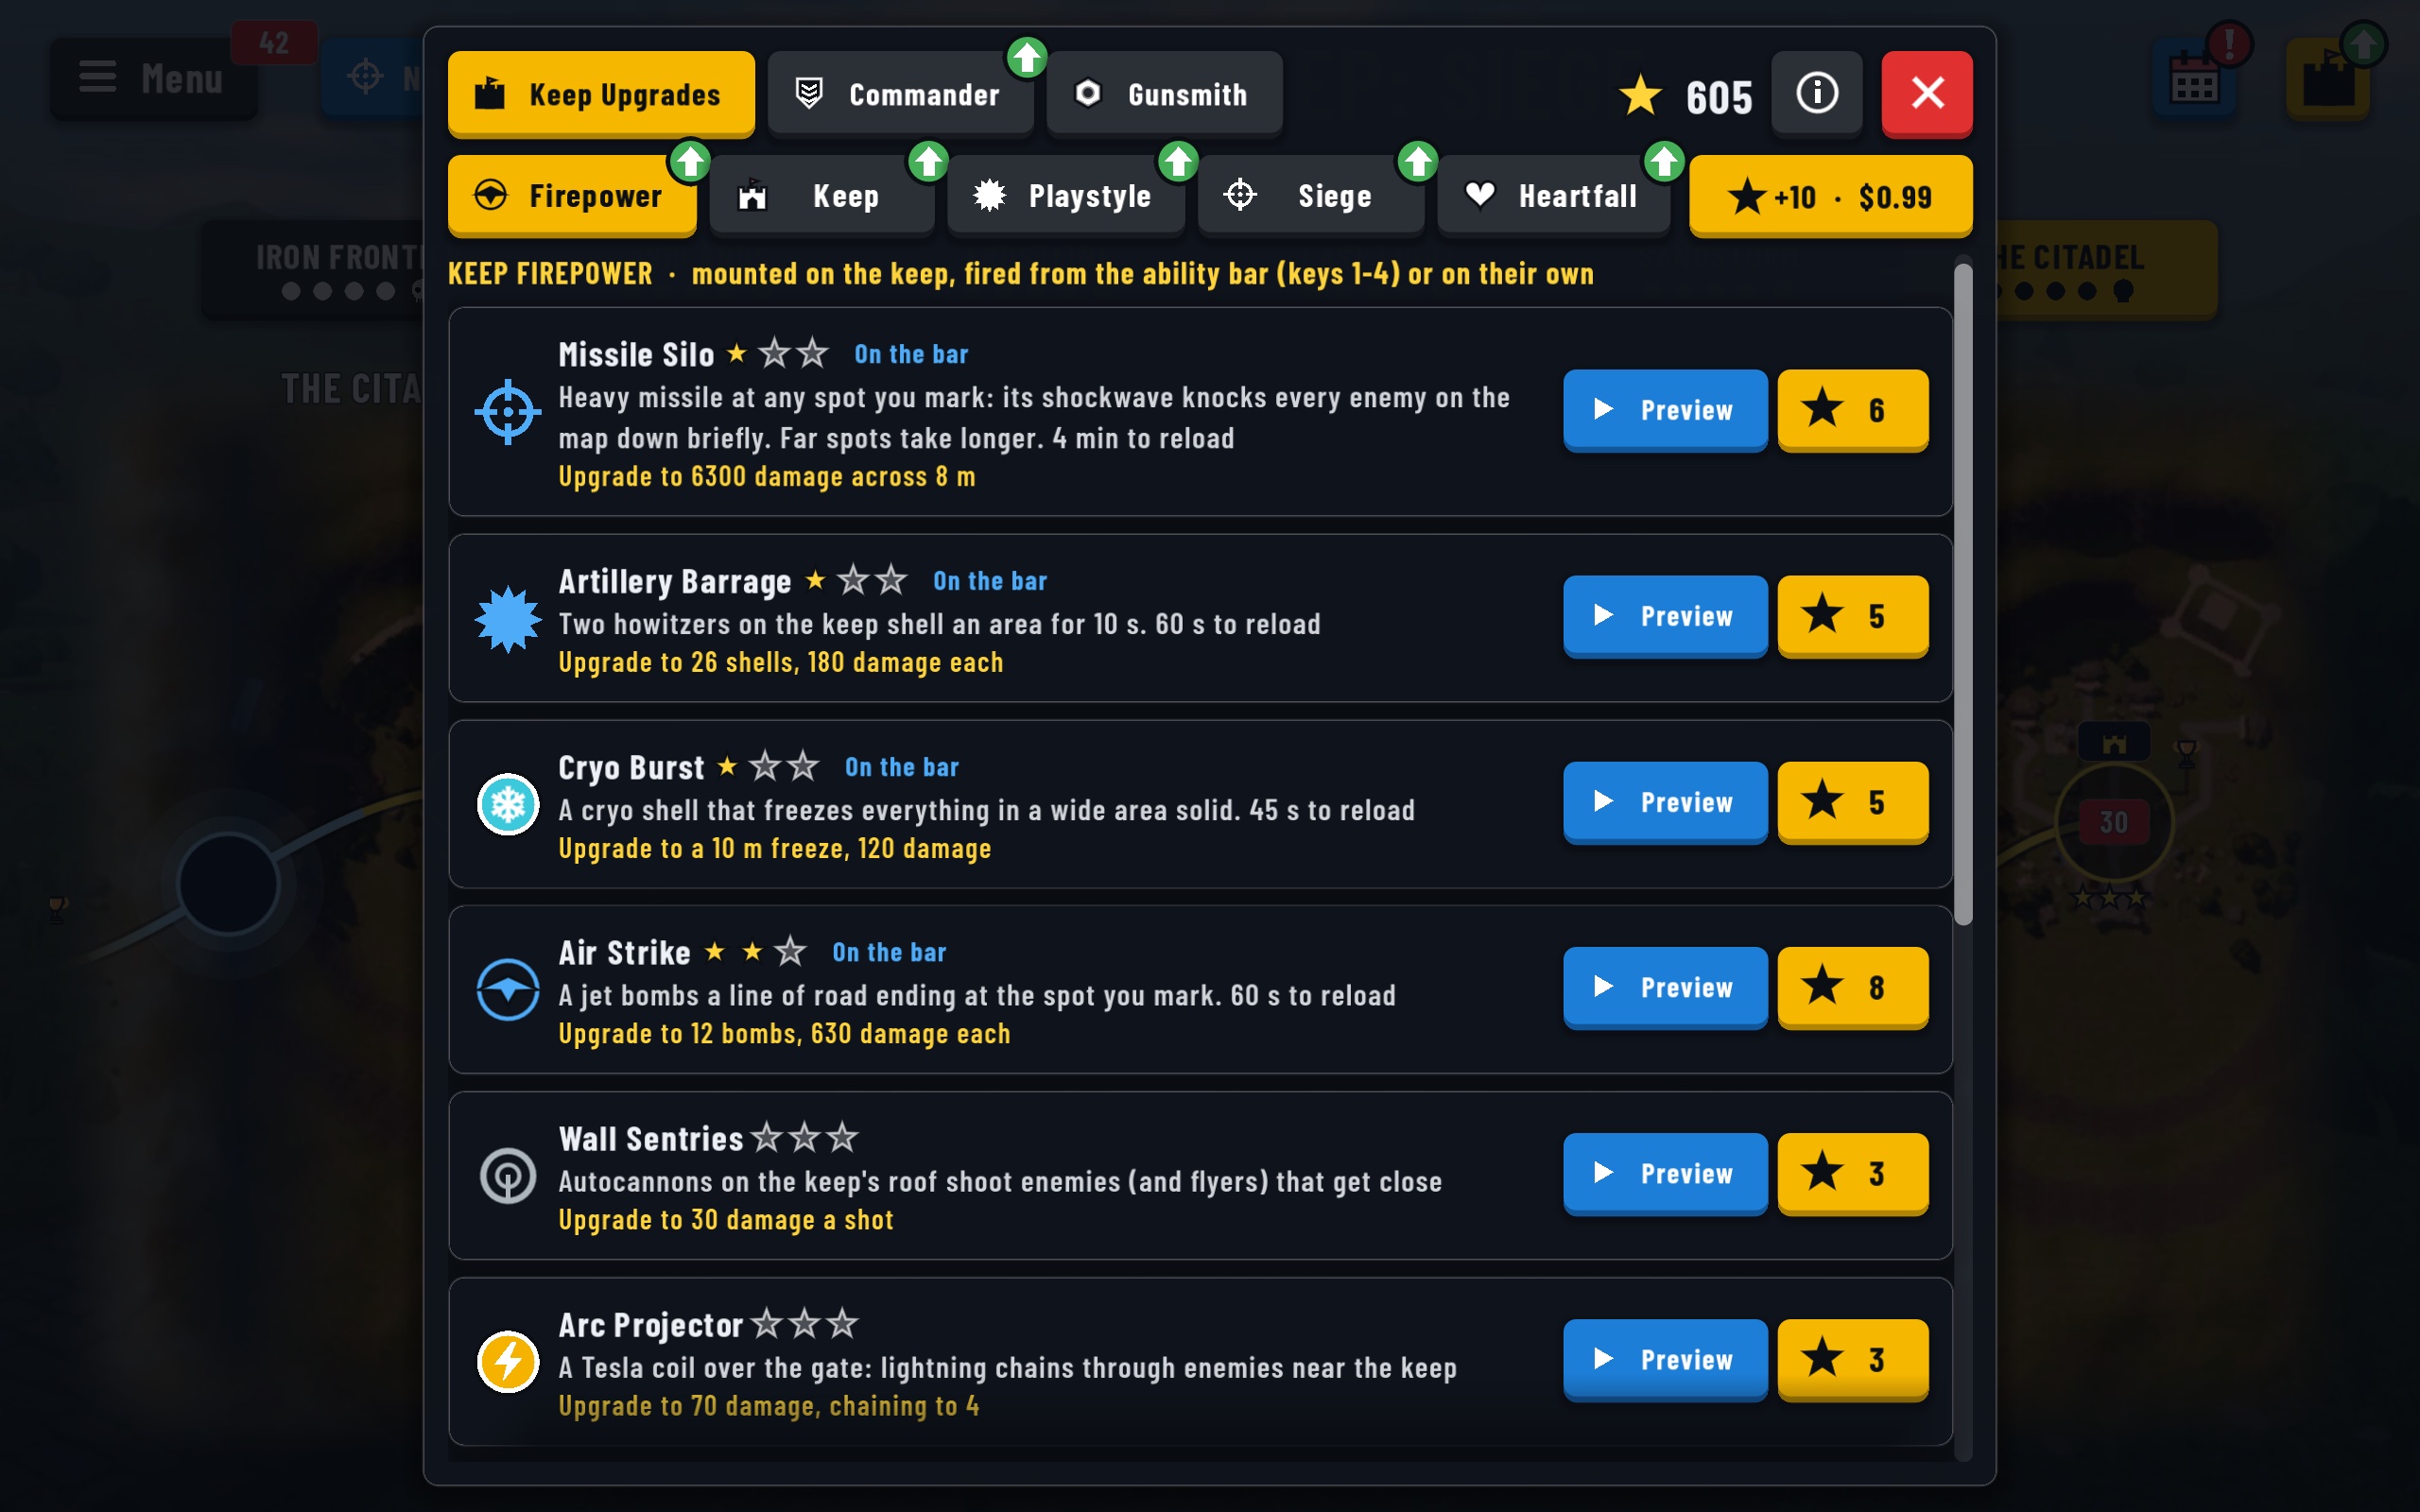 Menu
42
N
Keep Upgrades
Commander
Gunsmith
605
Firepower
Keep
Playstyle
Siege
Heartfall
+10 · $0.99
IRON FRONTI
HE CITADEL
THE CITA
KEEP FIREPOWER · mounted on the keep, fired from the ability bar (keys 1-4) or on their own
Missile Silo On the bar
Heavy missile at any spot you mark: its shockwave knocks every enemy on the
map down briefly. Far spots take longer. 4 min to reload
Upgrade to 6300 damage across 8 m
Preview
6
Artillery Barrage On the bar
Two howitzers on the keep shell an area for 10 s. 60 s to reload
Upgrade to 26 shells, 180 damage each
Preview
5
Cryo Burst On the bar
A cryo shell that freezes everything in a wide area solid. 45 s to reload
Upgrade to a 10 m freeze, 120 damage
Preview
5
30
Air Strike On the bar
A jet bombs a line of road ending at the spot you mark. 60 s to reload
Upgrade to 12 bombs, 630 damage each
Preview
8
Wall Sentries
Autocannons on the keep's roof shoot enemies (and flyers) that get close
Upgrade to 30 damage a shot
Preview
3
Arc Projector
A Tesla coil over the gate: lightning chains through enemies near the keep
Upgrade to 70 damage, chaining to 4
Preview
3